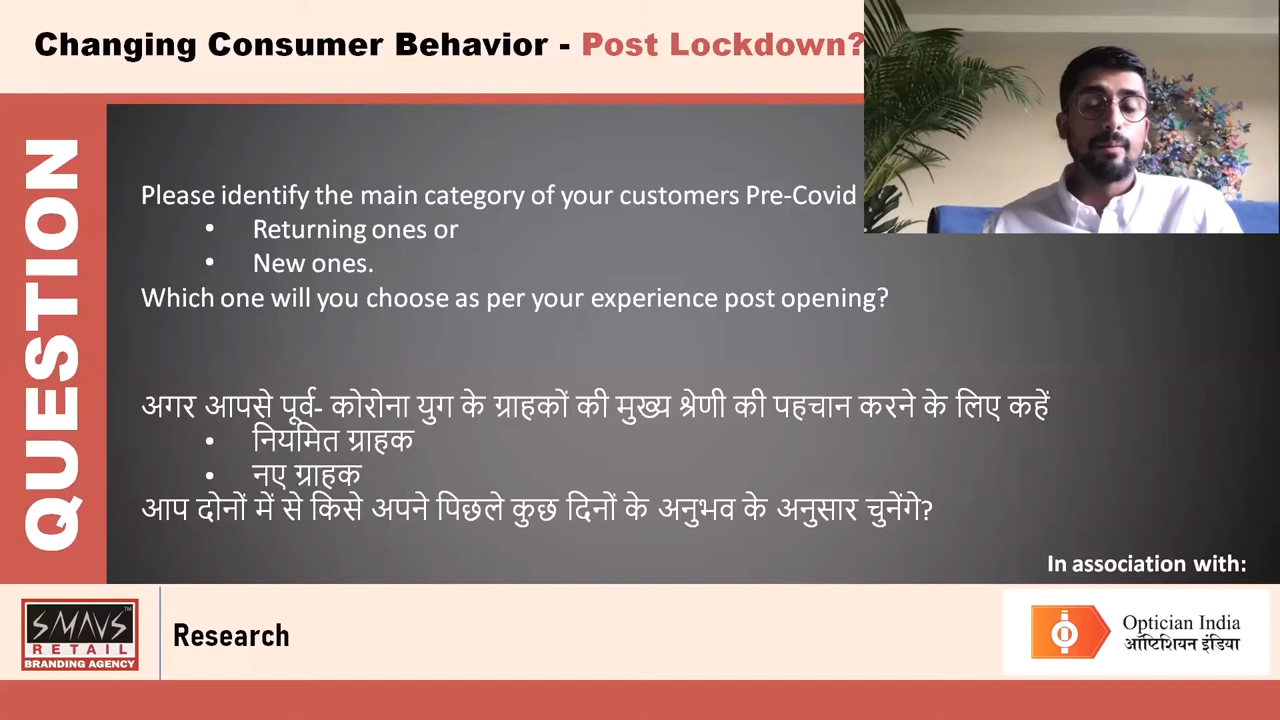 Changing Consumer Behavior - Post Lockdown?
QUESTION
Please identify the main category of your customers Pre-Covid
• Returning ones or
• New ones.
Which one will you choose as per your experience post opening?
अगर आपसे पूर्व- कोरोना युग के ग्राहकों की मुख्य श्रेणी की पहचान करने के लिए कहें
• नियमित ग्राहक
• नए ग्राहक
आप दोनों में से किसे अपने पिछले कुछ दिनों के अनुभव के अनुसार चुनेंगे?
In association with:
SMAVS™
RETAIL
BRANDING AGENCY
Research
Optician India
ऑप्टिशियन इंडिया